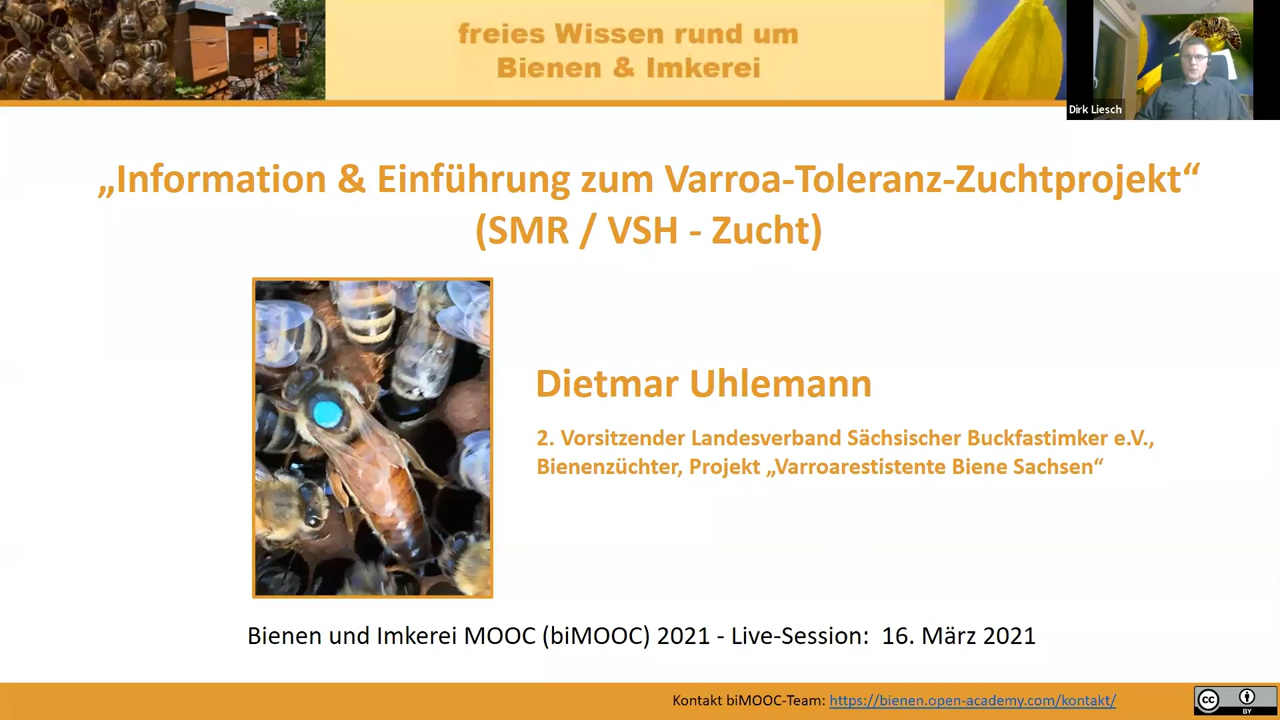 freies Wissen rund um
Bienen & Imkerei
Dirk Liesch
„Information & Einführung zum Varroa-Toleranz-Zuchtprojekt“
(SMR / VSH - Zucht)
Dietmar Uhlemann
2. Vorsitzender Landesverband Sächsischer Buckfastimker e.V.,
Bienenzüchter, Projekt „Varroarestistente Biene Sachsen“
Bienen und Imkerei MOOC (biMOOC) 2021 - Live-Session: 16. März 2021
Kontakt biMOOC-Team: https://bienen.open-academy.com/kontakt/
cc
BY